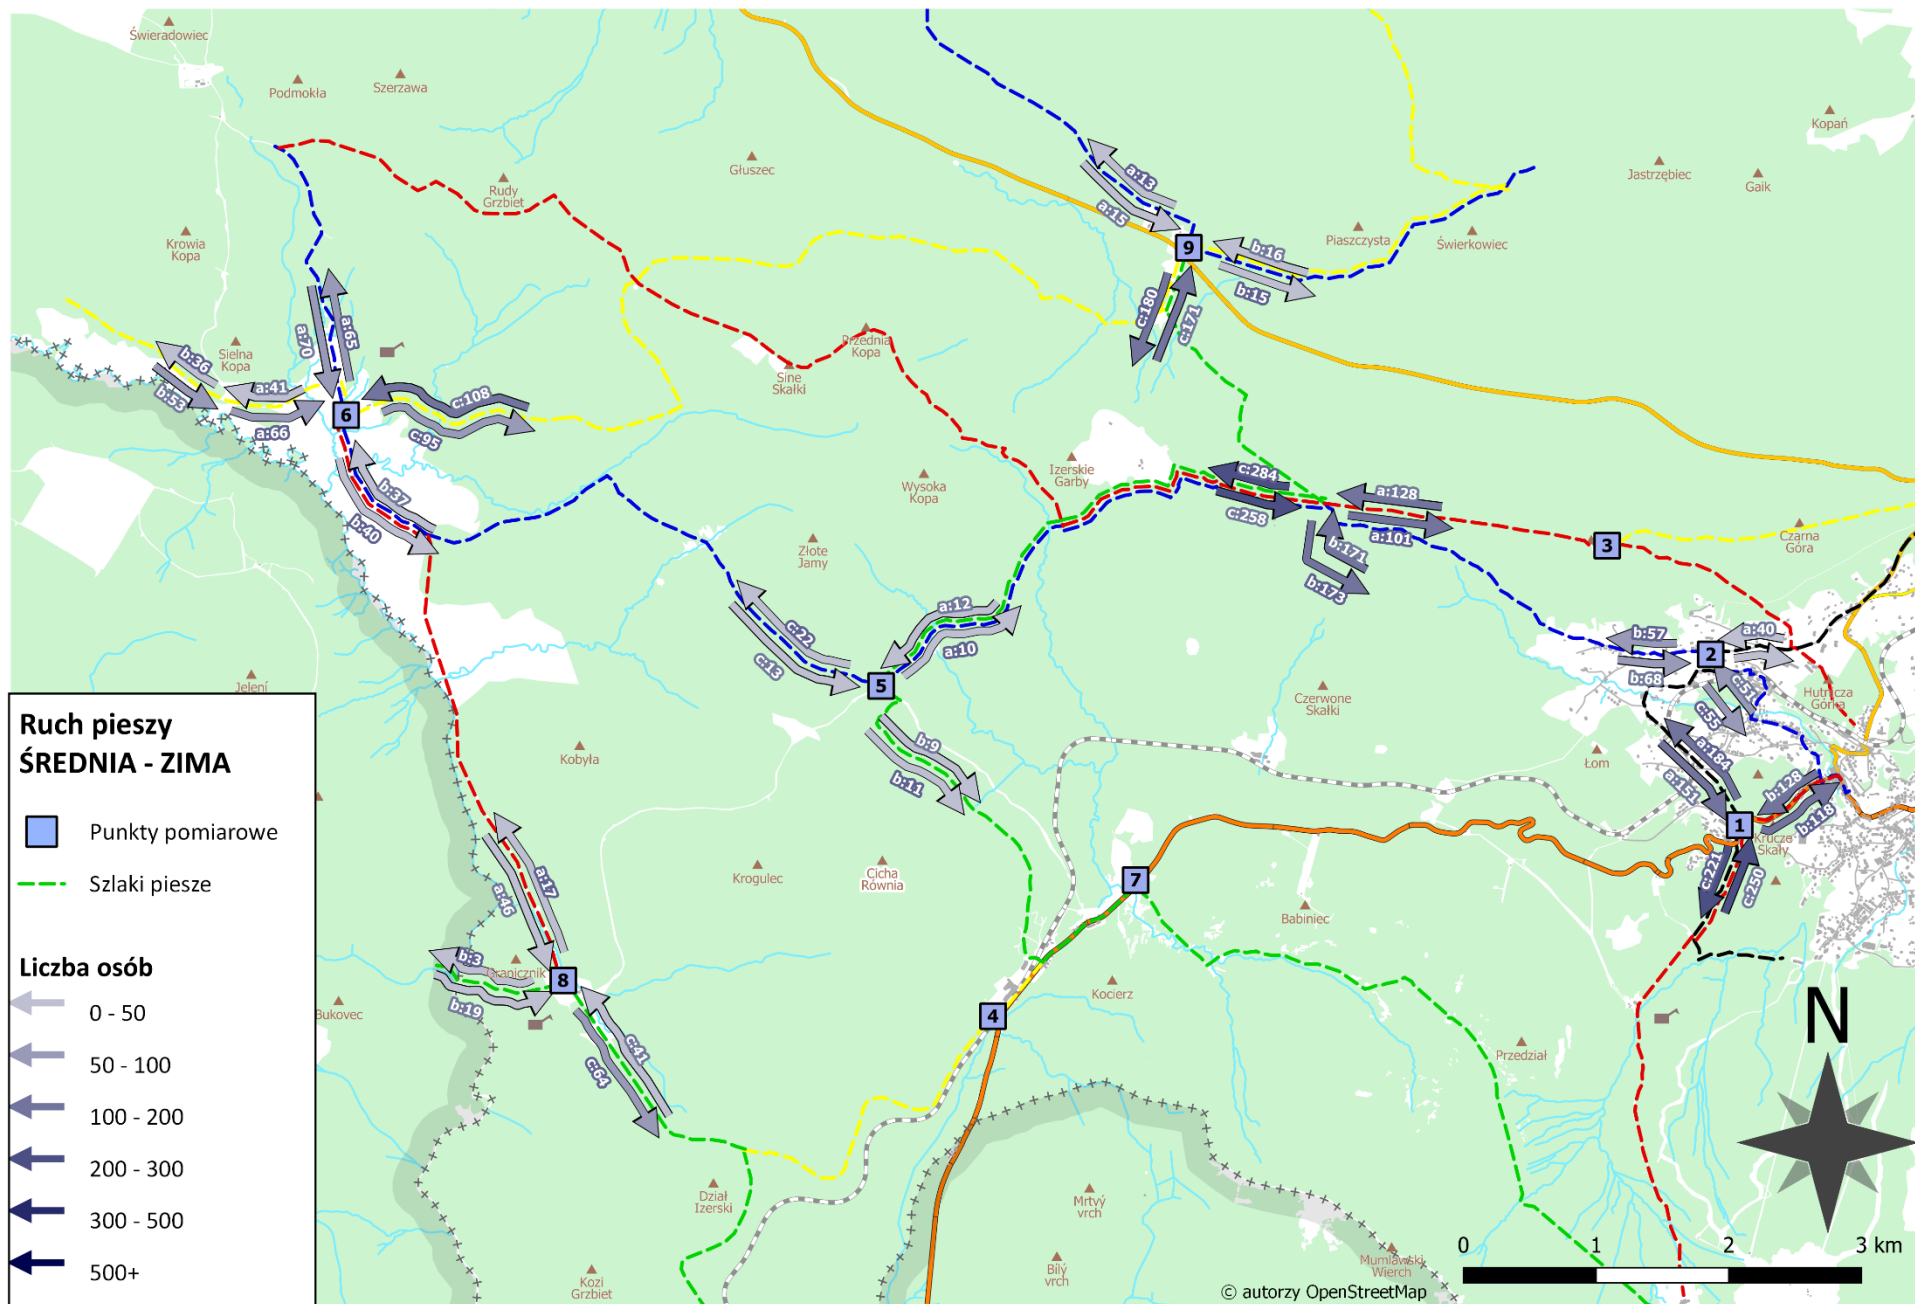 Świeradowiec
Podmokła
Szerzawa
Kopań
Głuszec
Jastrzębiec
Gaik
Rudy
Grzbiet
a:13
a:15
9
b:16
b:15
Piaszczysta
Świerkowiec
Krowia
Kopa
c:180
c:171
a:70
a:65
Przednia
Kopa
Sielna
Kopa
b:36
b:53
a:41
a:66
6
c:108
c:95
Sine
Skałki
b:37
b:40
Wysoka
Kopa
Izerskie
Garby
c:284
c:258
a:128
a:101
3
Czarna
Góra
b:171
b:173
Złote
Jamy
c:22
c:13
a:12
a:10
5
b:57
b:68
2
a:40
c:55
Hutnicza
Górka
Czerwone
Skałki
Jelení
b:9
b:11
Kobyła
Łom
a:184
a:151
b:128
b:118
1
Krucze
Skały
c:221
c:250
Krogulec
Cicha
Równia
7
Babiniec
a:17
a:46
b:3
b:19
Granicznik
8
c:41
c:64
Bukovec
Kocierz
4
Przedział
Dział
Izerski
Mrtvý
vrch
Kozi
Grzbiet
Bílý
vrch
Mumlawski
Wierch
Ruch pieszy
ŚREDNIA - ZIMA
Punkty pomiarowe
Szlaki piesze
Liczba osób
0 - 50
50 - 100
100 - 200
200 - 300
300 - 500
500+
N
0 1 2 3 km
© autorzy OpenStreetMap